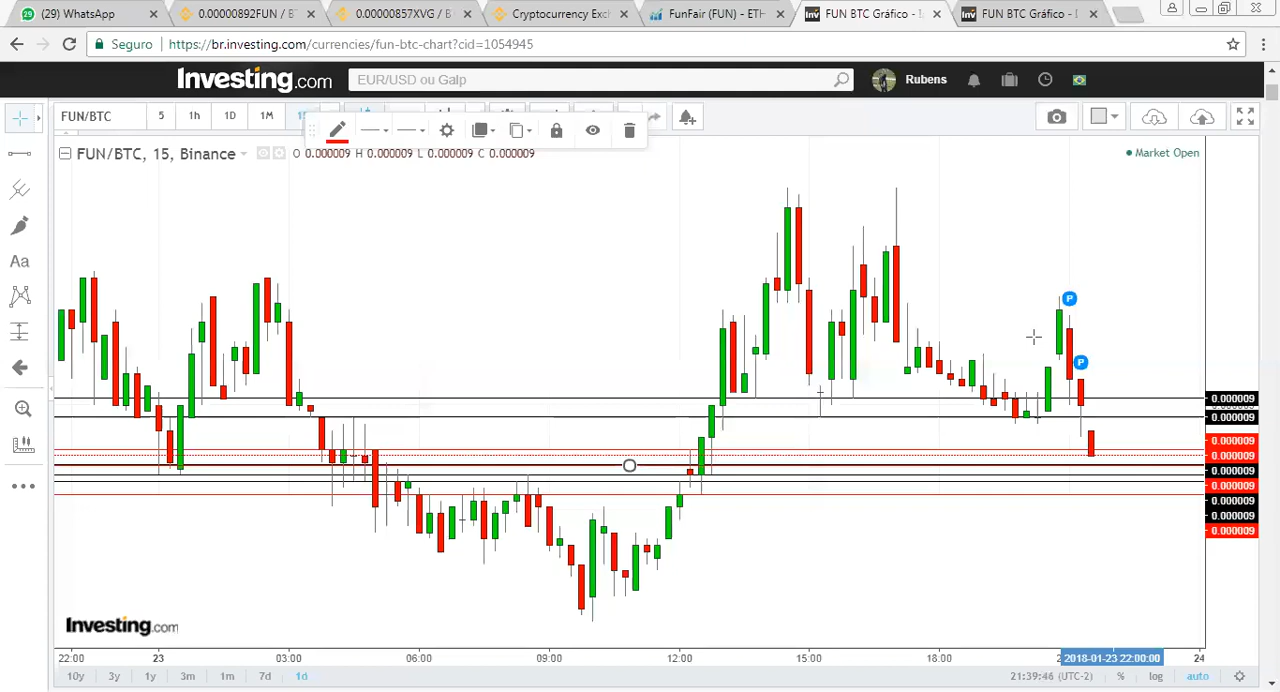 (29) WhatsApp
0.00000892FUN / BT
0.00000857XVG / B
Cryptocurrency Exc
FunFair (FUN) - ETH
FUN BTC Gráfico -
FUN BTC Gráfico -
Seguro
https://br.investing.com/currencies/fun-btc-chart?cid=1054945
Investing.com
EUR/USD ou Galp
Rubens
FUN/BTC
5
1h
1D
1M
FUN/BTC, 15, Binance
O 0.000009 H 0.000009 L 0.000009 C 0.000009
Market Open
Aa
P
P
0.000009
0.000009
0.000009
0.000009
0.000009
0.000009
0.000009
0.000009
0.000009
Investing.com
22:00
23
03:00
06:00
09:00
12:00
15:00
18:00
2018-01-23 22:00:00
24
10y
3y
1y
3m
1m
7d
1d
21:39:46 (UTC-2)
%
log
auto